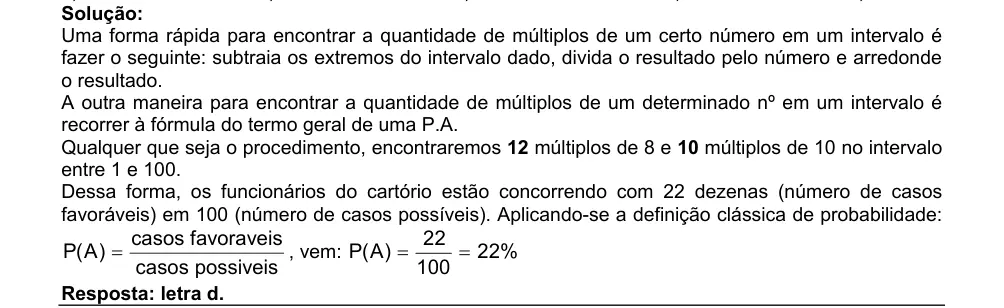 Solução:
Uma forma rápida para encontrar a quantidade de múltiplos de um certo número em um intervalo é
fazer o seguinte: subtraia os extremos do intervalo dado, divida o resultado pelo número e arredonde
o resultado.
A outra maneira para encontrar a quantidade de múltiplos de um determinado nº em um intervalo é
recorrer à fórmula do termo geral de uma P.A.
Qualquer que seja o procedimento, encontraremos 12 múltiplos de 8 e 10 múltiplos de 10 no intervalo
entre 1 e 100.
Dessa forma, os funcionários do cartório estão concorrendo com 22 dezenas (número de casos
favoráveis) em 100 (número de casos possíveis). Aplicando-se a definição clássica de probabilidade:
P(A) = casos favoraveis / casos possiveis , vem: P(A) = 22 / 100 = 22%
Resposta: letra d.